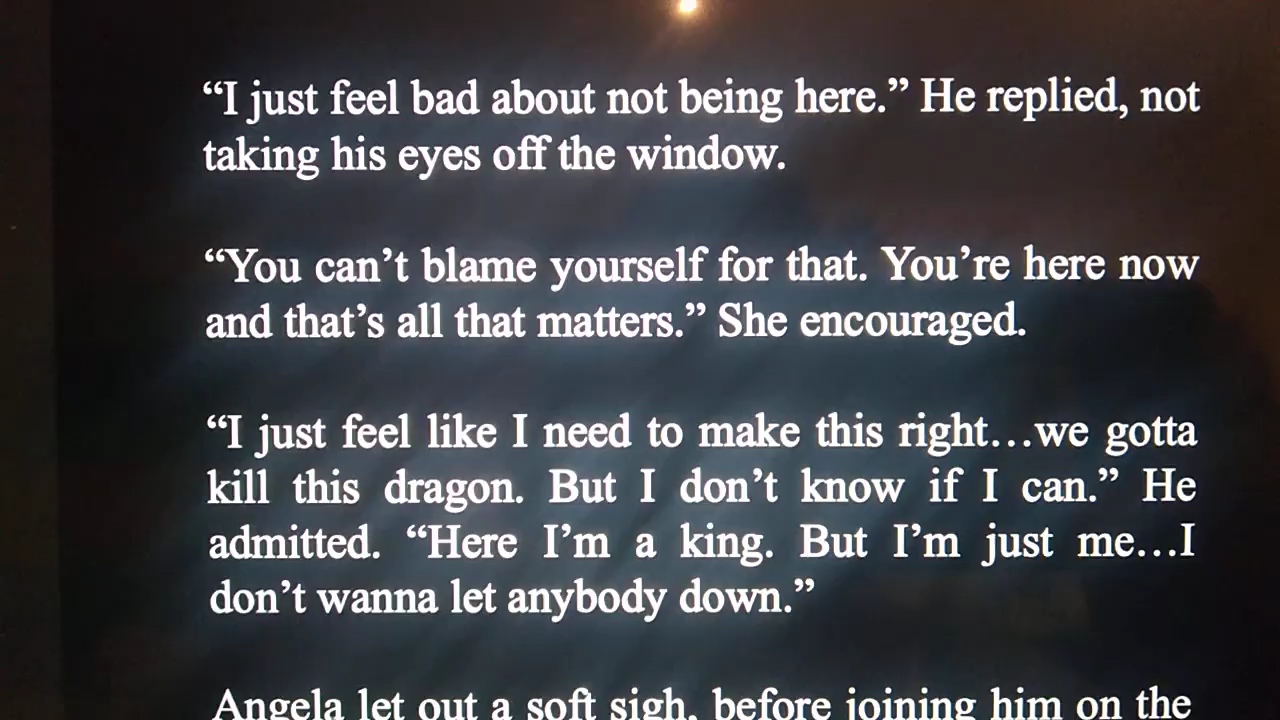 “I just feel bad about not being here.” He replied, not
taking his eyes off the window.
“You can’t blame yourself for that. You’re here now
and that’s all that matters.” She encouraged.
“I just feel like I need to make this right…we gotta
kill this dragon. But I don’t know if I can.” He
admitted. “Here I’m a king. But I’m just me…I
don’t wanna let anybody down.”
Angela let out a soft sigh, before joining him on the